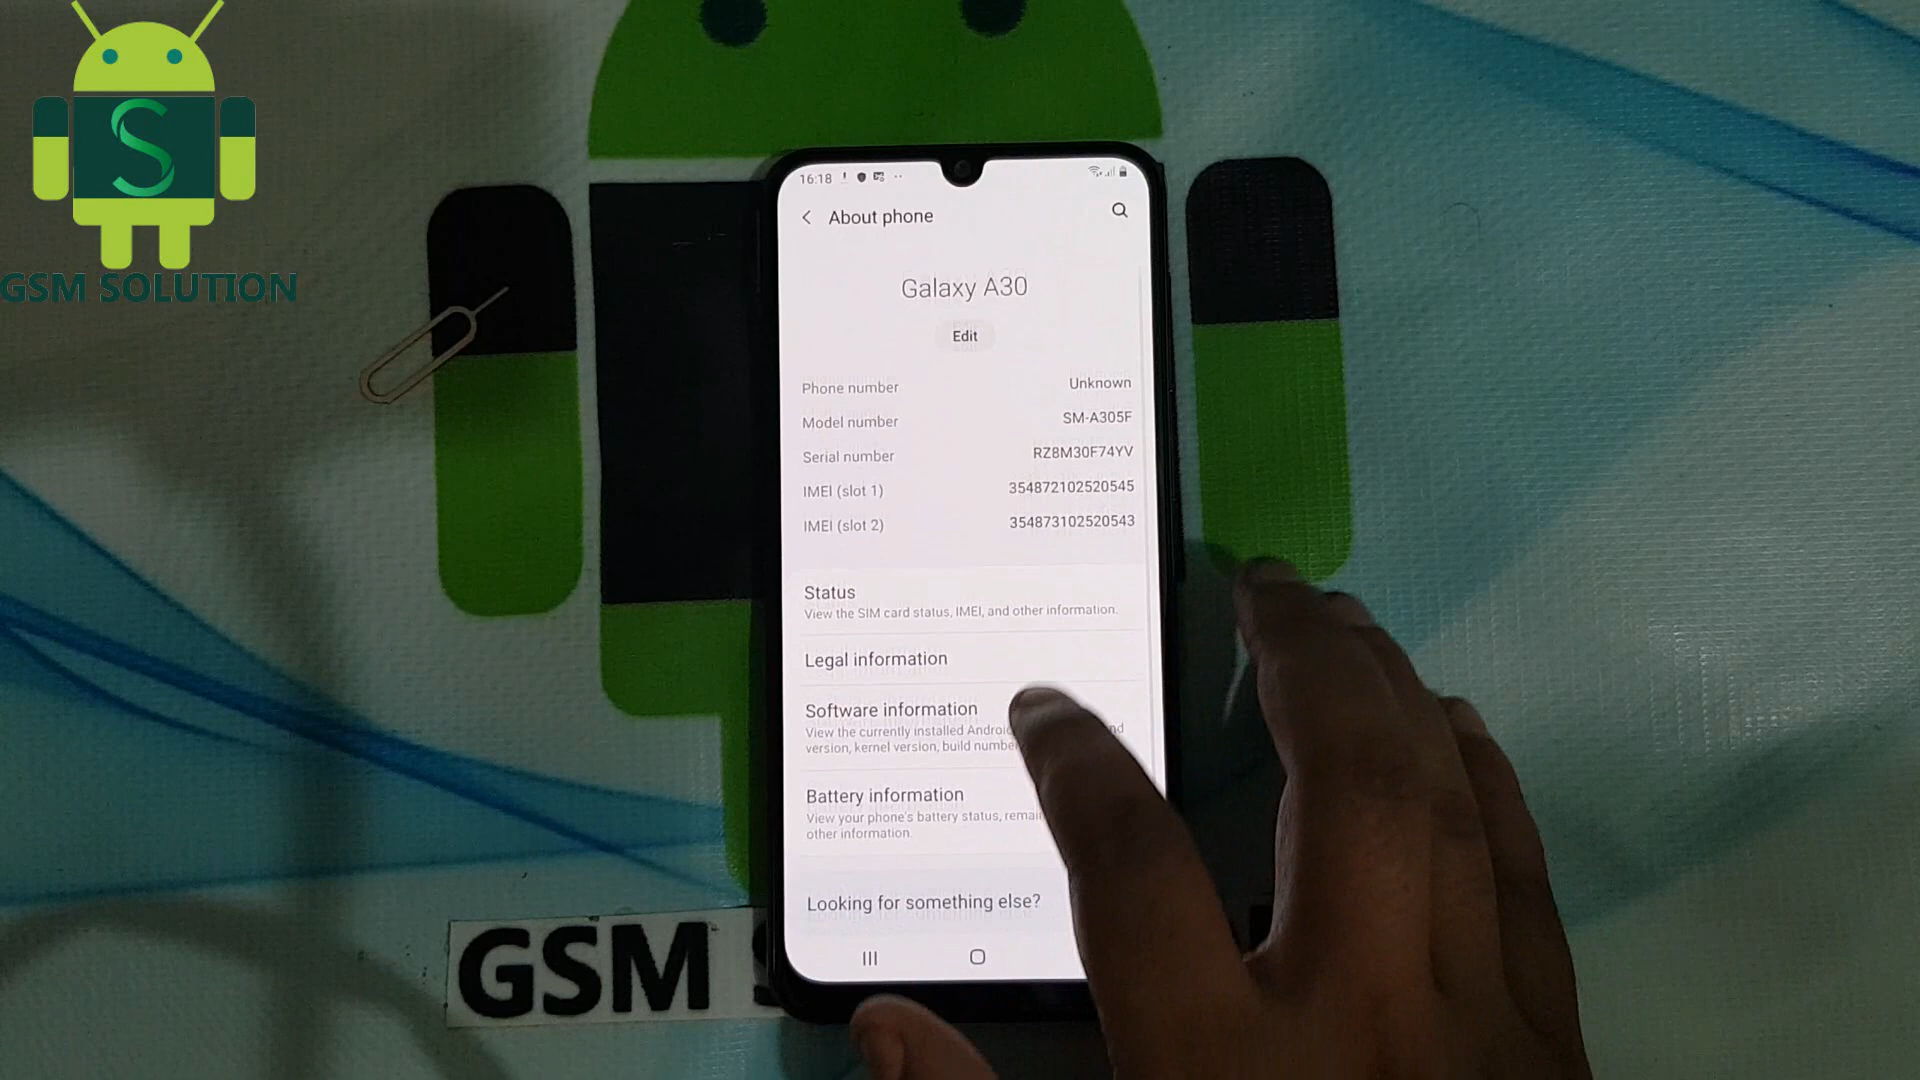 S
GSM SOLUTION
16:18
About phone
Galaxy A30
Edit
Phone number Unknown
Model number SM-A305F
Serial number RZ8M30F74YV
IMEI (slot 1) 354872102520545
IMEI (slot 2) 354873102520543
Status
View the SIM card status, IMEI, and other information.
Legal information
Software information
View the currently installed Android
version, kernel version, build number
Battery information
View your phone's battery status,
other information.
Looking for something else?
GSM S